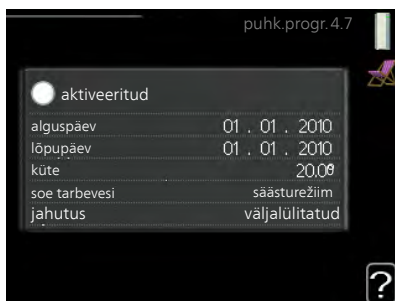 puhk.progr. 4.7
aktiveeritud
alguspäev 01 . 01 . 2010
lõpupäev 01 . 01 . 2010
küte 20.0°
soe tarbevesi säästurežiim
jahutus väljalülitatud
?